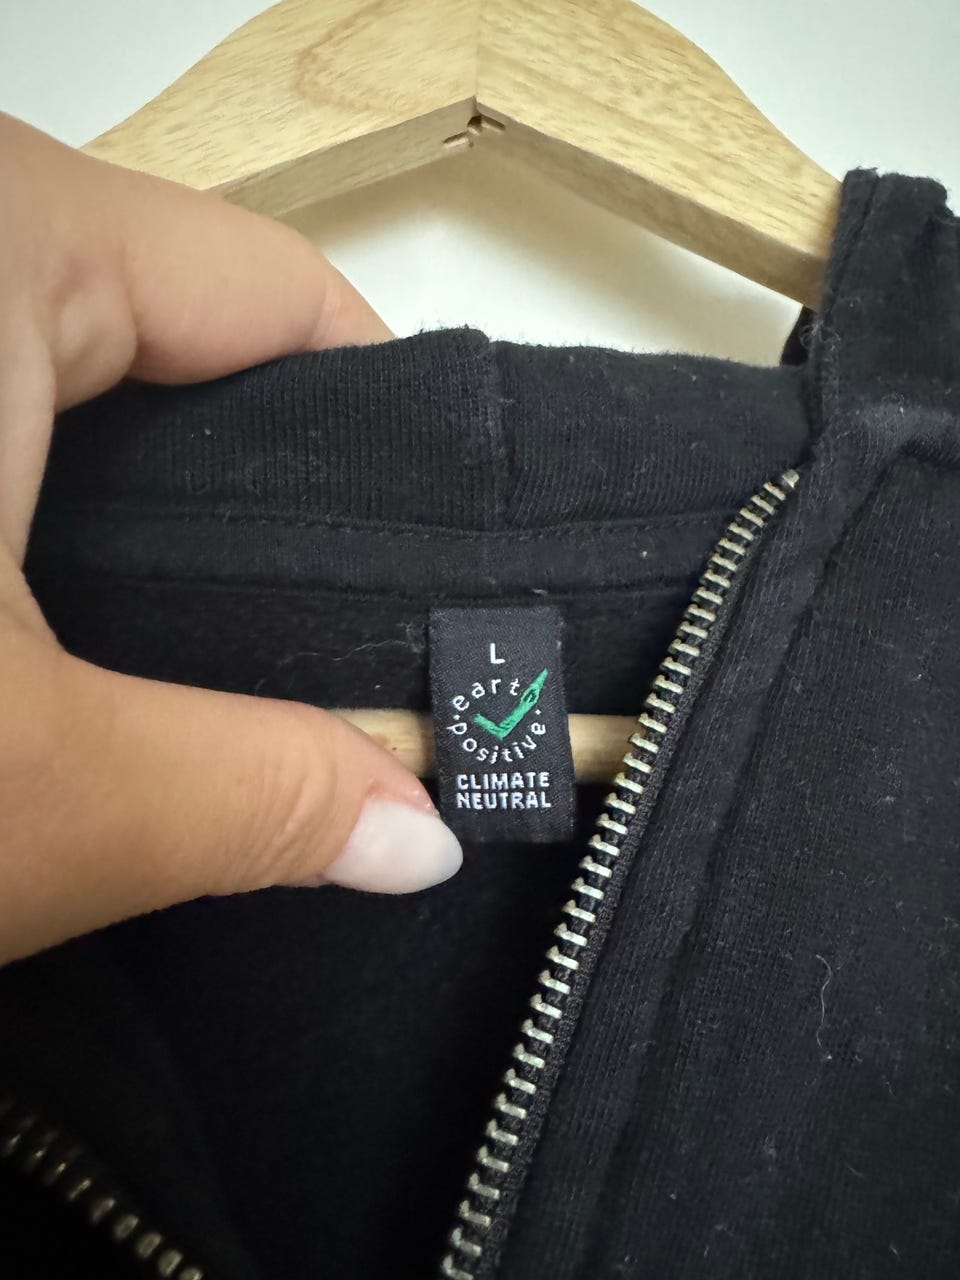 L
earth
positive
CLIMATE
NEUTRAL